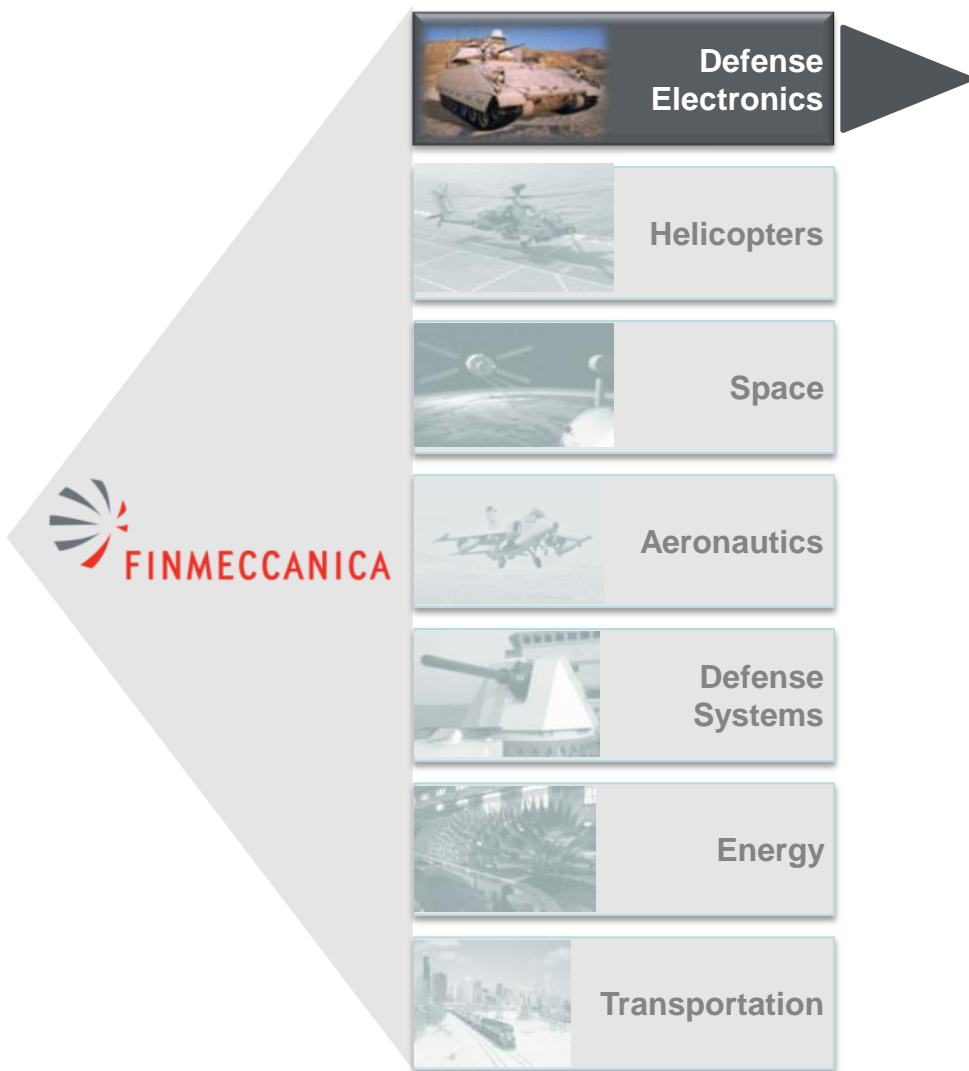 Defense
Electronics
Helicopters
Space
FINMECCANICA
Aeronautics
Defense
Systems
Energy
Transportation